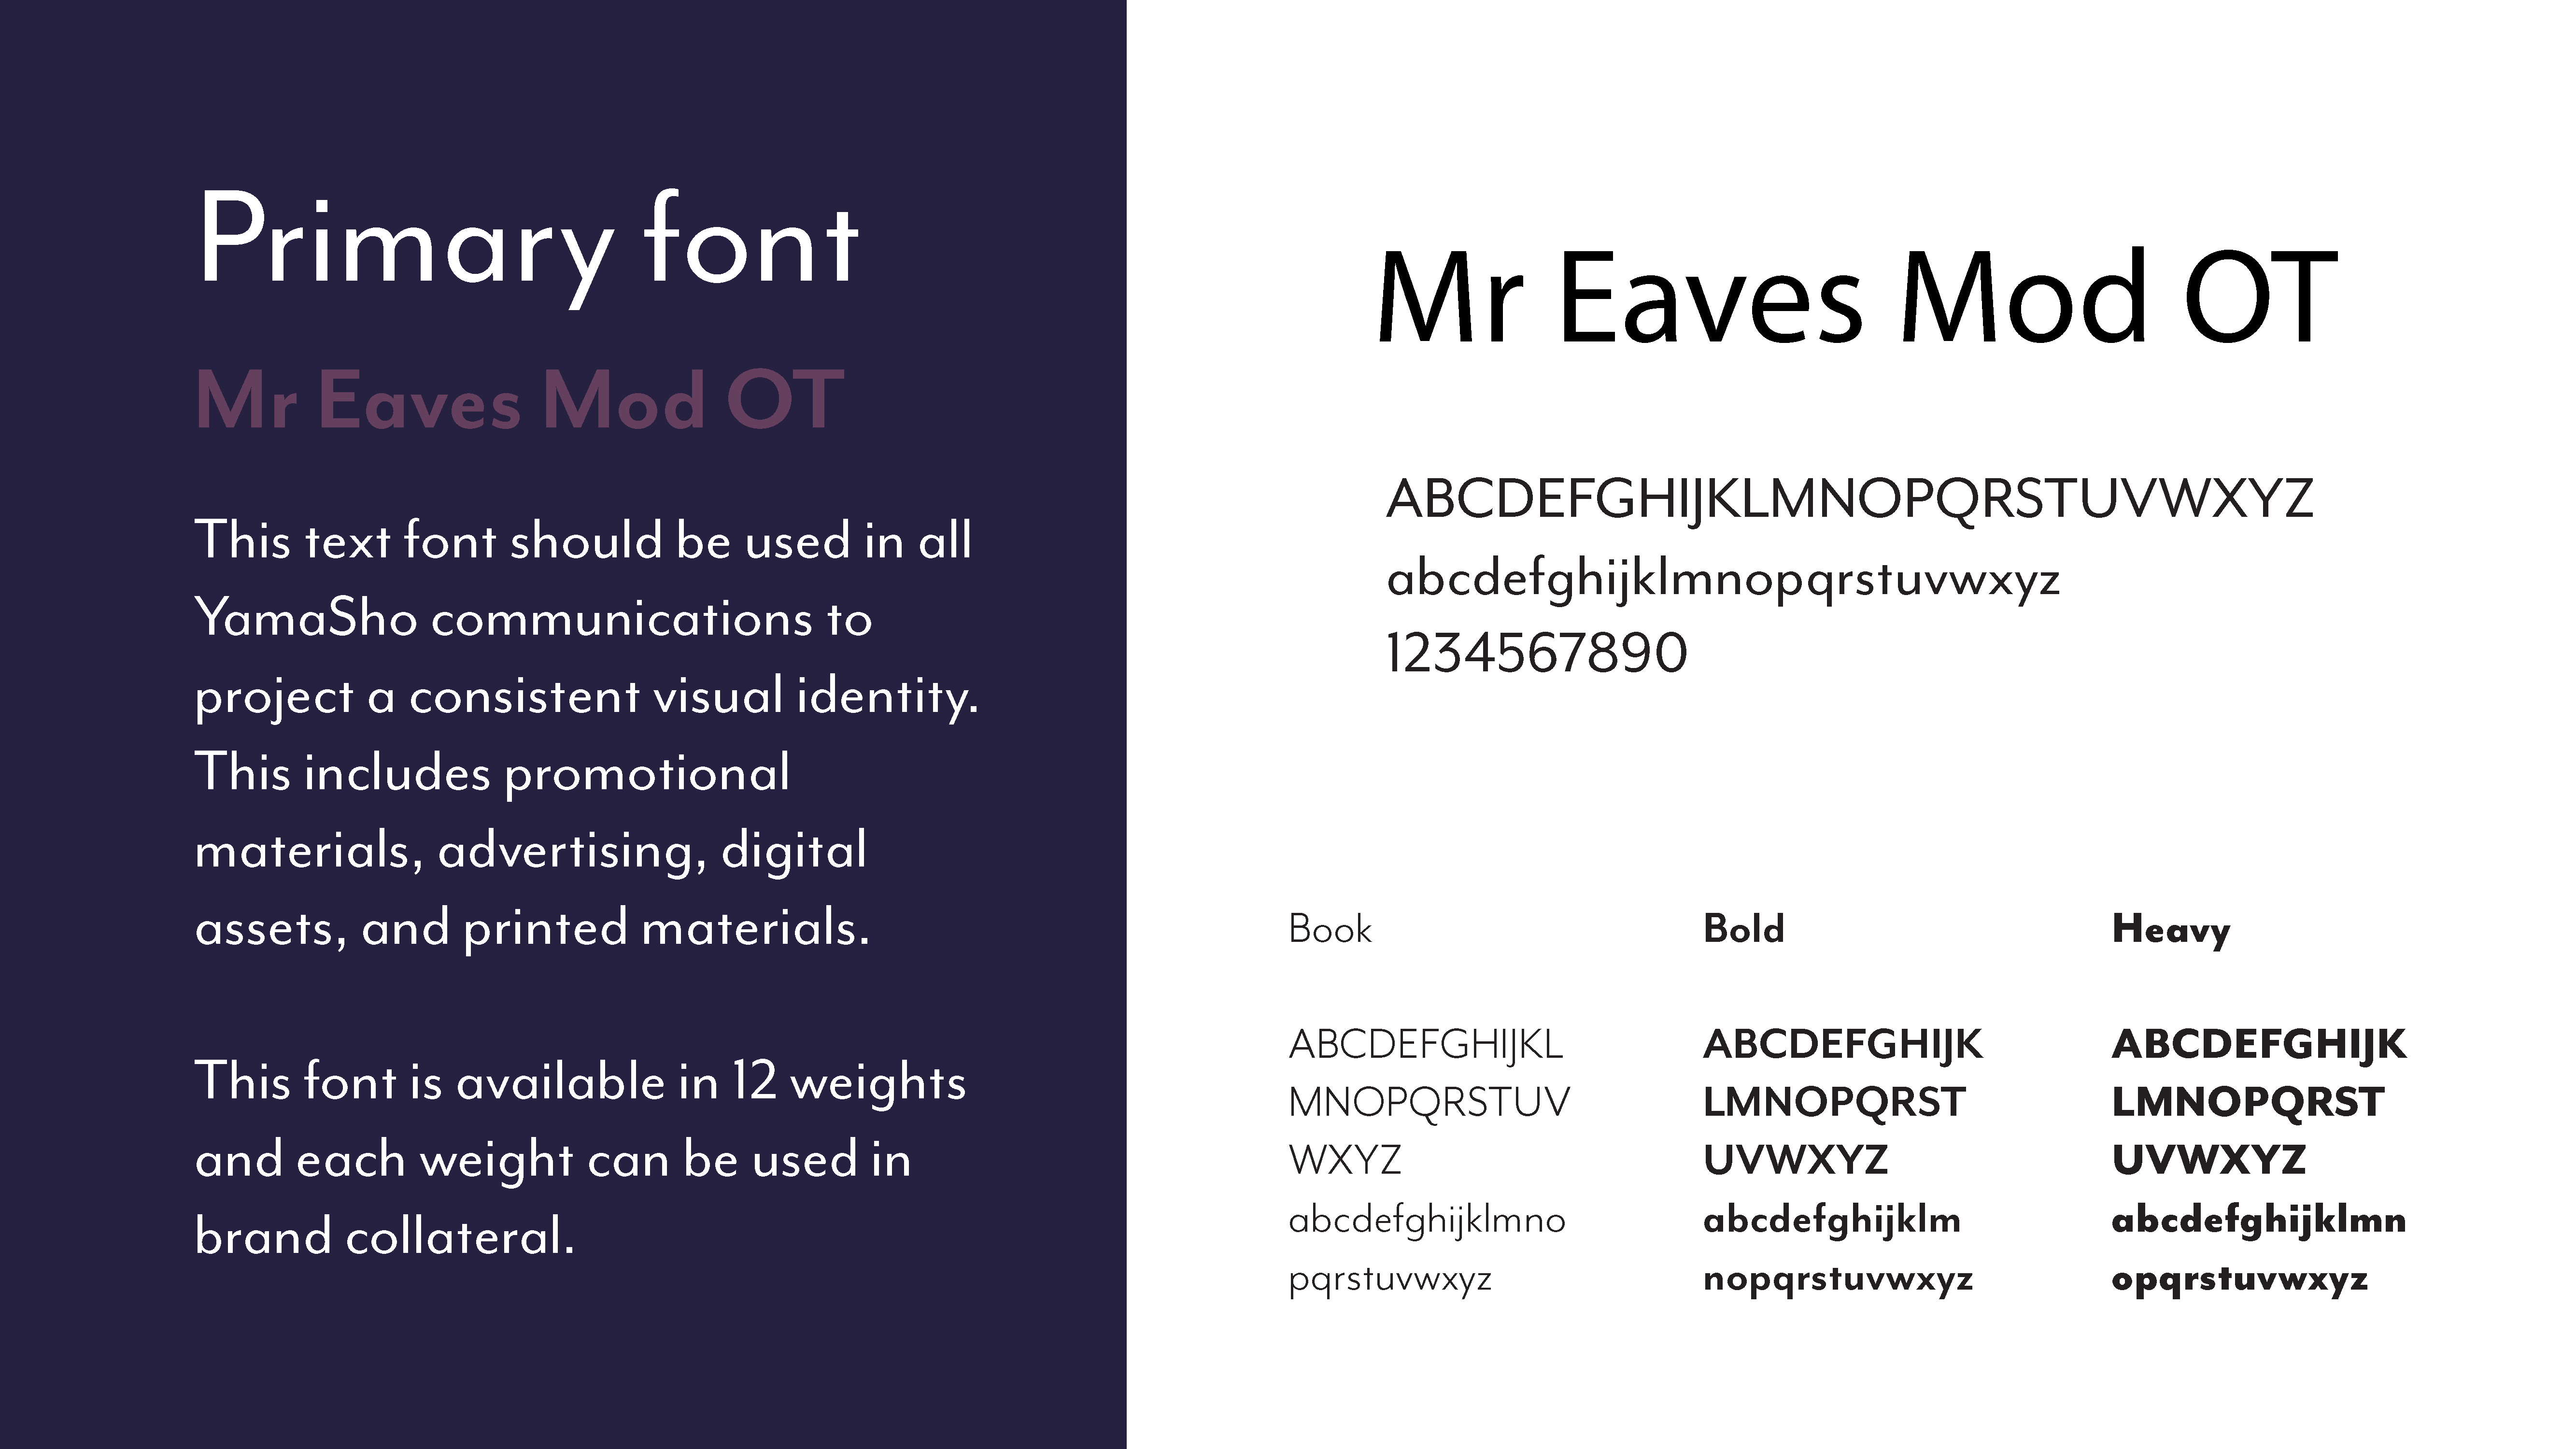 Primary font
Mr Eaves Mod OT
This text font should be used in all
YamaSho communications to
project a consistent visual identity.
This includes promotional
materials, advertising, digital
assets, and printed materials.
This font is available in 12 weights
and each weight can be used in
brand collateral.
Mr Eaves Mod OT
ABCDEFGHIJKLMNOPQRSTUVWXYZ
abcdefghijklmnopqrstuvwxyz
1234567890
Book
ABCDEFGHIJKL
MNOPQRSTUV
WXYZ
abcdefghijklmno
pqrstuvwxyz
Bold
ABCDEFGHIJK
LMNOPQRST
UVWXYZ
abcdefghijklm
nopqrstuvwxyz
Heavy
ABCDEFGHIJK
LMNOPQRST
UVWXYZ
abcdefghijklmn
opqrstuvwxyz